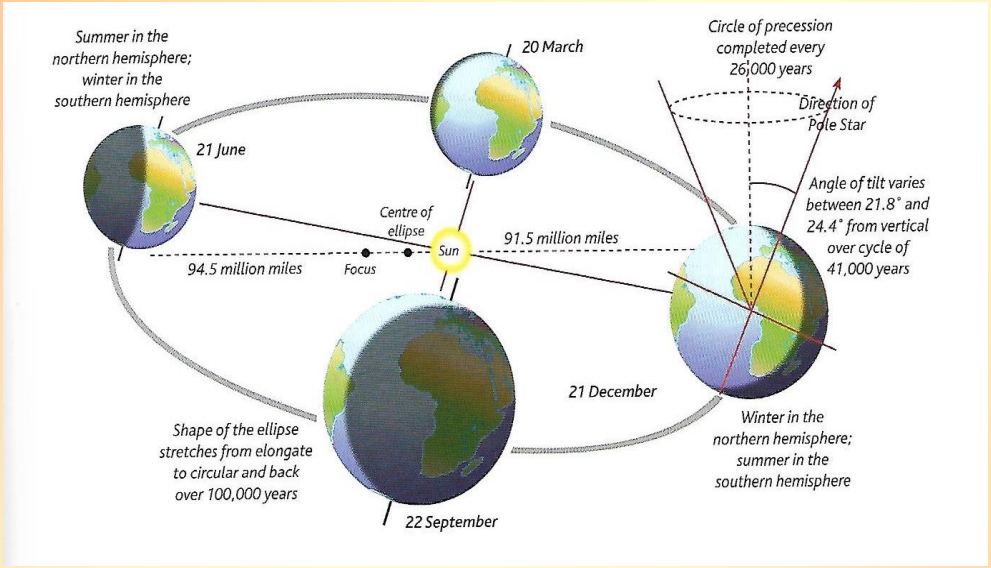 Summer in the
northern hemisphere;
winter in the
southern hemisphere
21 June
20 March
Circle of precession
completed every
26,000 years
Direction of
Pole Star
Angle of tilt varies
between 21.8° and
24.4° from vertical
over cycle of
41,000 years
Centre of
ellipse
Sun
91.5 million miles
94.5 million miles
Focus
21 December
Winter in the
northern hemisphere;
summer in the
southern hemisphere
Shape of the ellipse
stretches from elongate
to circular and back
over 100,000 years
22 September